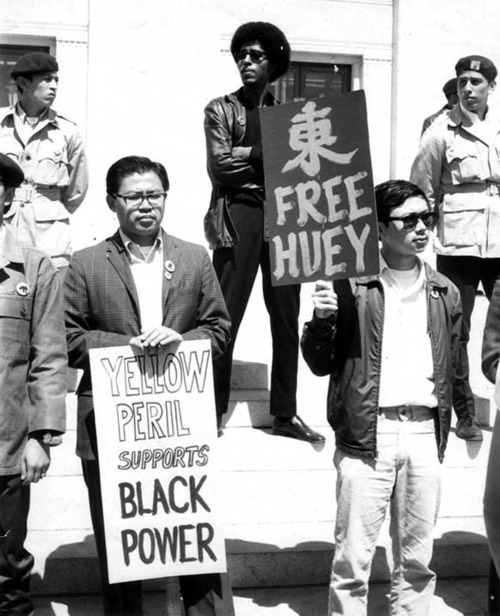 YELLOW
PERIL
SUPPORTS
BLACK
POWER
東
FREE
HUEY